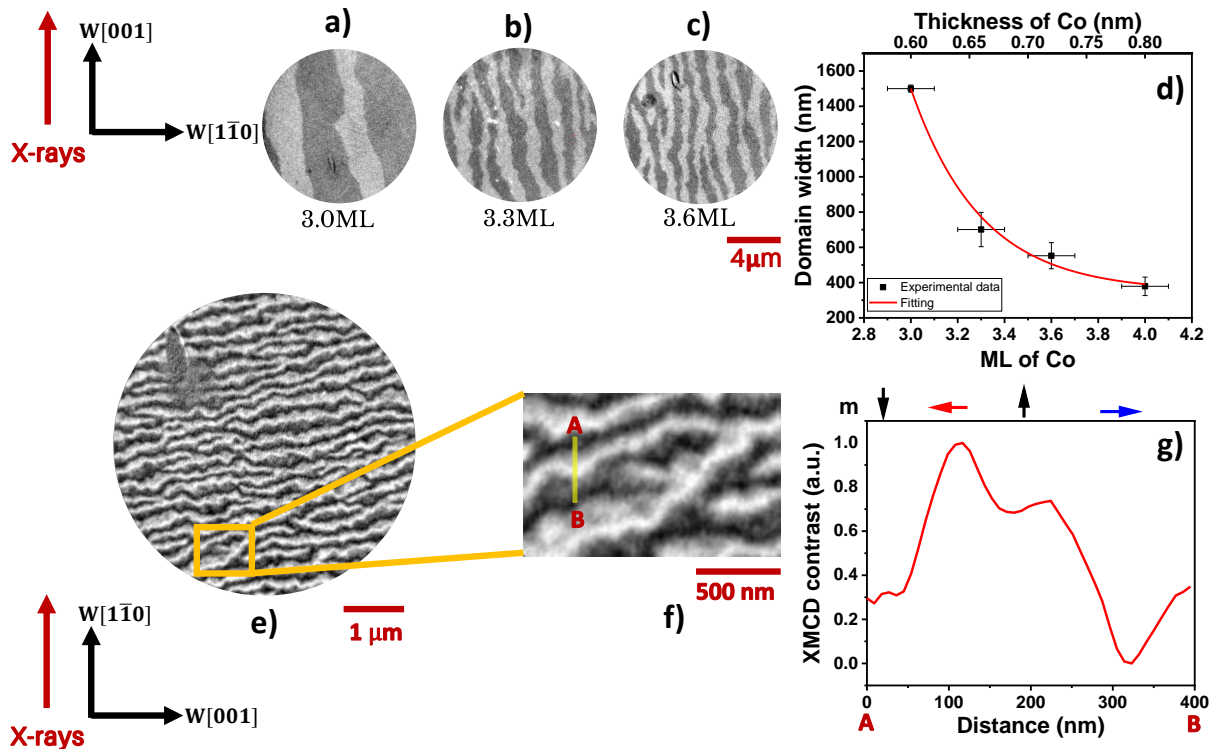 a)
b)
c)
W[001]
W[11̅0]
X-rays
3.0ML
3.3ML
3.6ML
4μm
Thickness of Co (nm)
0.60 0.65 0.70 0.75 0.80
d)
Domain width (nm)
1600
1400
1200
1000
800
600
400
200
Experimental data
Fitting
2.8 3.0 3.2 3.4 3.6 3.8 4.0 4.2
ML of Co
A
B
500 nm
f)
1 μm
e)
W[11̅0]
W[001]
X-rays
m
g)
XMCD contrast (a.u.)
1.0
0.8
0.6
0.4
0.2
0.0
0 100 200 300 400
A Distance (nm) B